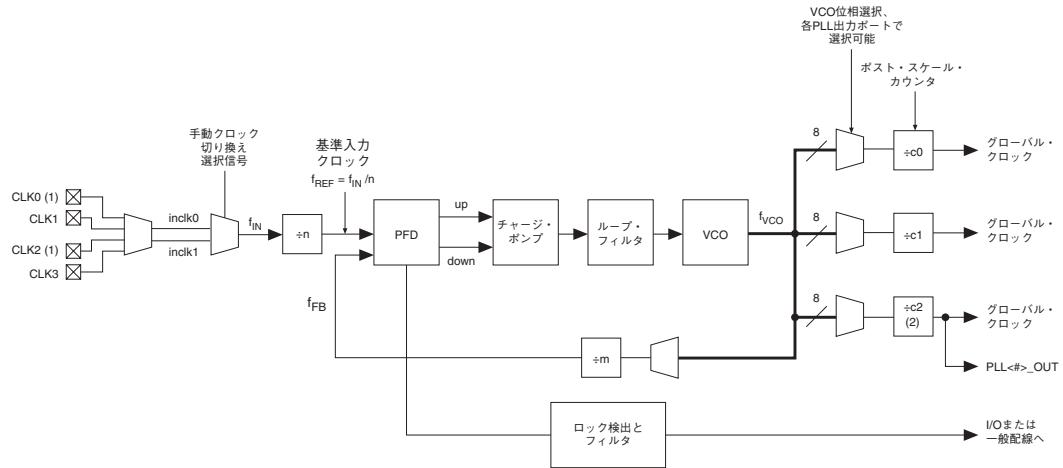 VCO位相選択、
各PLL出力ポートで
選択可能
ポスト・スケール・
カウンタ
手動クロック
切り換え
選択信号
基準入力
クロック
fREF = fIN /n
CLK0 (1)
CLK1
CLK2 (1)
CLK3
inclk0
inclk1
fIN
÷n
PFD
up
down
チャージ・
ポンプ
ループ・
フィルタ
VCO
fVCO
8
÷c0
グローバル・
クロック
8
÷c1
グローバル・
クロック
8
÷c2
(2)
グローバル・
クロック
PLL<#>_OUT
fFB
÷m
ロック検出と
フィルタ
I/Oまたは
一般配線へ